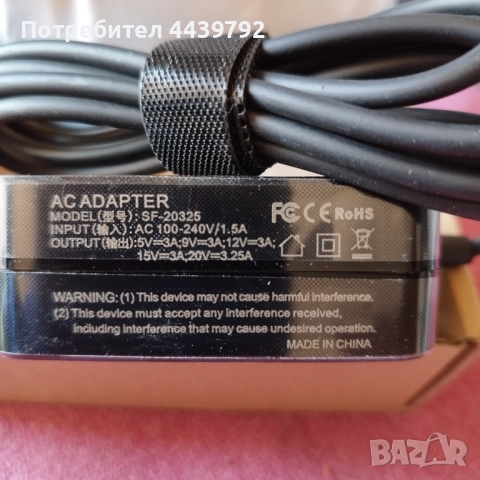 Потребител 4439792
AC ADAPTER
MODEL(型号): SF-20325
INPUT(输入): AC 100-240V/1.5A
OUTPUT(输出):5V⎓3A;9V⎓3A;12V⎓3A;
15V⎓3A;20V⎓3.25A
FC CE RoHS
WARNING: (1) This device may not cause harmful interference.
(2) This device must accept any interference received,
including interference that may cause undesired operation.
MADE IN CHINA
BAZAR